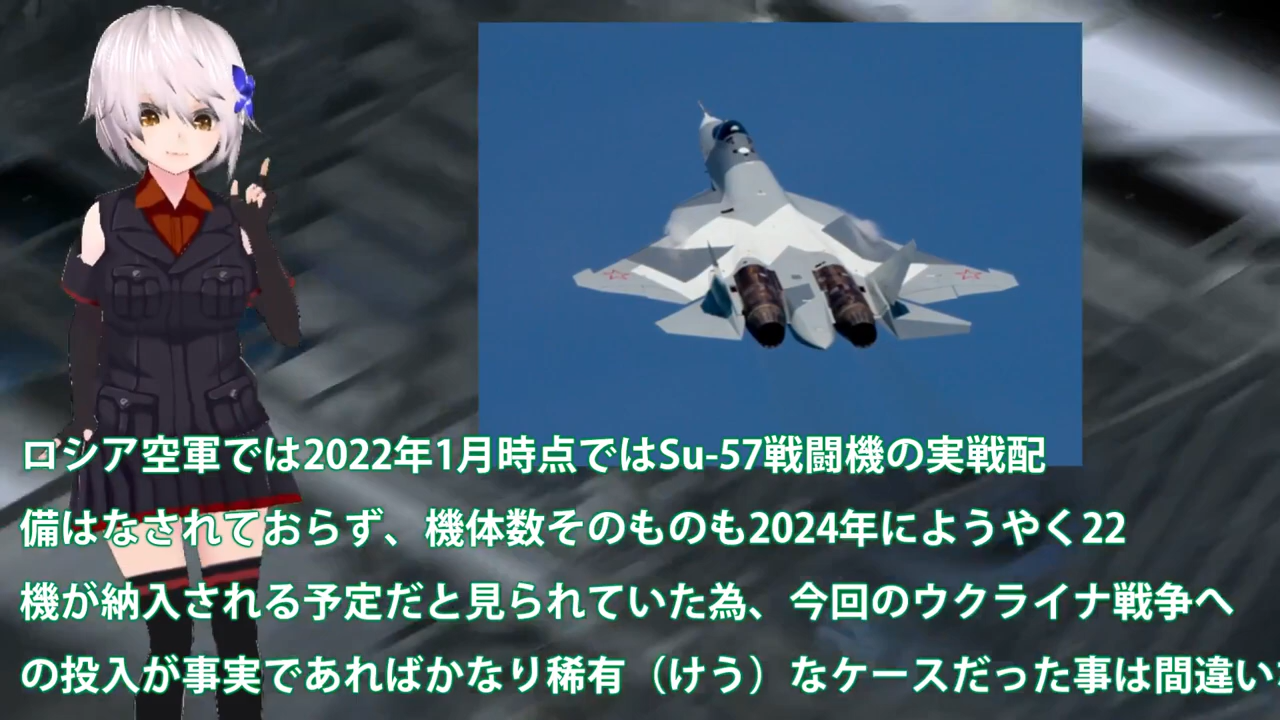 ロシア空軍では2022年1月時点ではSu-57戦闘機の実戦配
備はなされておらず、機体数そのものも2024年にようやく22
機が納入される予定だと見られていた為、今回のウクライナ戦争へ
の投入が事実であればかなり稀有（けう）なケースだった事は間違い